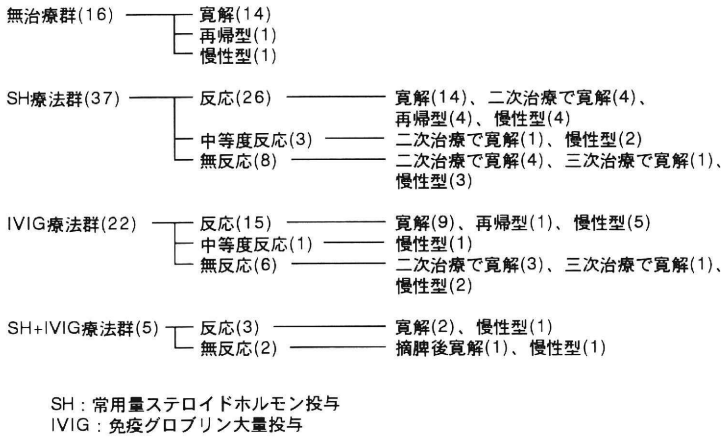 無治療群(16) 寛解(14)
再帰型(1)
慢性型(1)
SH療法群(37) 反応(26) 寛解(14)、二次治療で寛解(4)、
再帰型(4)、慢性型(4)
中等度反応(3) 二次治療で寛解(1)、慢性型(2)
無反応(8) 二次治療で寛解(4)、三次治療で寛解(1)、
慢性型(3)
IVIG療法群(22) 反応(15) 寛解(9)、再帰型(1)、慢性型(5)
中等度反応(1) 慢性型(1)
無反応(6) 二次治療で寛解(3)、三次治療で寛解(1)、
慢性型(2)
SH+IVIG療法群(5) 反応(3) 寛解(2)、慢性型(1)
無反応(2) 摘脾後寛解(1)、慢性型(1)
SH：常用量ステロイドホルモン投与
IVIG：免疫グロブリン大量投与